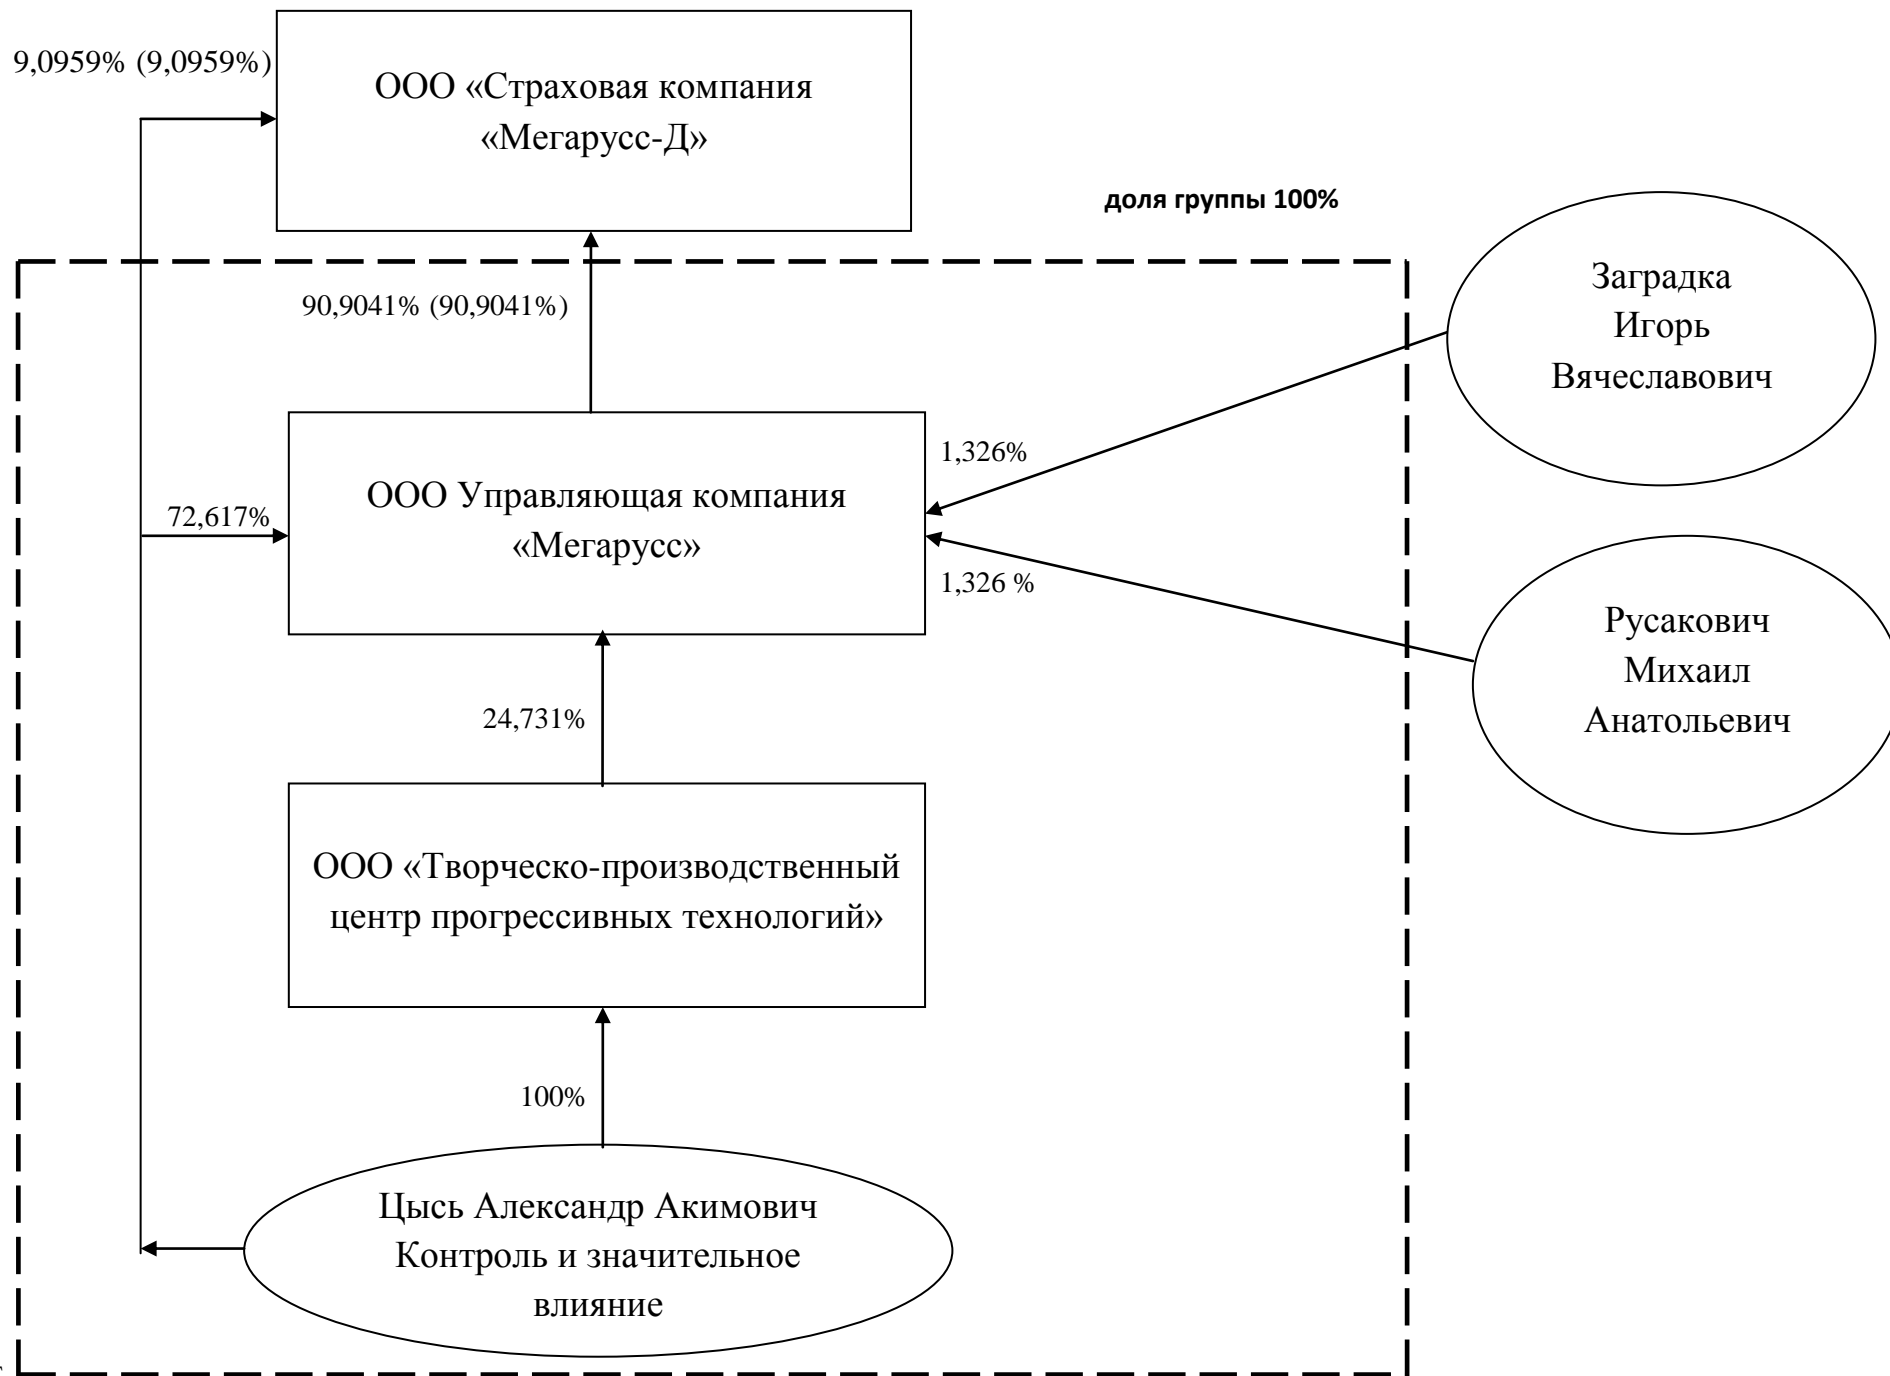 9,0959% (9,0959%)
ООО «Страховая компания
«Мегарусс-Д»
доля группы 100%
90,9041% (90,9041%)
Заградка
Игорь
Вячеславович
1,326%
72,617%
ООО Управляющая компания
«Мегарусс»
1,326 %
Русакович
Михаил
Анатольевич
24,731%
ООО «Творческо-производственный
центр прогрессивных технологий»
100%
Цысь Александр Акимович
Контроль и значительное
влияние